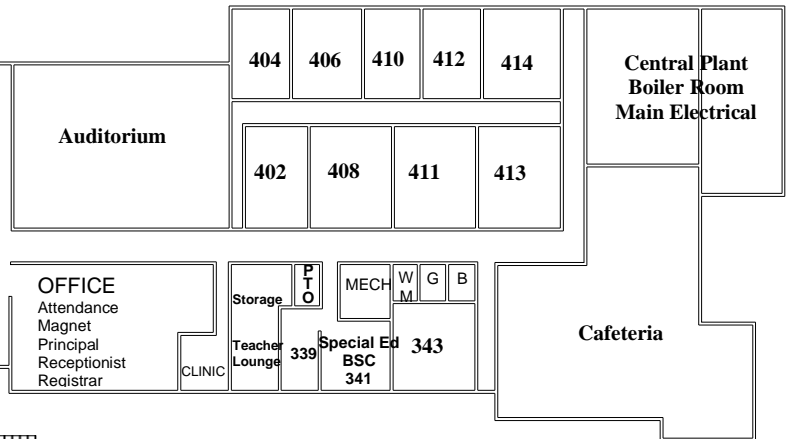 404 406 410 412 414
Central Plant
Boiler Room
Main Electrical
Auditorium
402 408 411 413
OFFICE
Attendance
Magnet
Principal
Receptionist
Registrar
CLINIC
Storage
Teacher
Lounge
P
T
O
339
MECH
W
M
G
B
Special Ed
BSC
341
343
Cafeteria